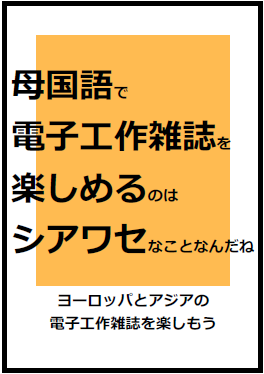 母国語で
電子工作雑誌を
楽しめるのは
シアワセなことなんだね
ヨーロッパとアジアの
電子工作雑誌を楽しもう